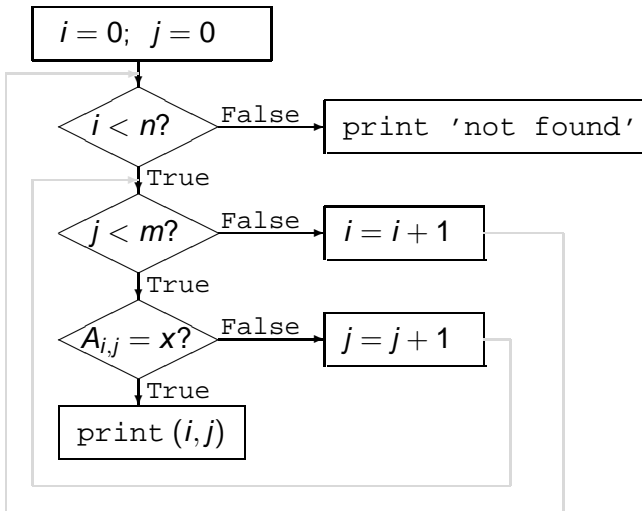 i = 0; j = 0
i < n?
False
print 'not found'
True
j < m?
False
i = i + 1
True
A_{i,j} = x?
False
j = j + 1
True
print (i, j)